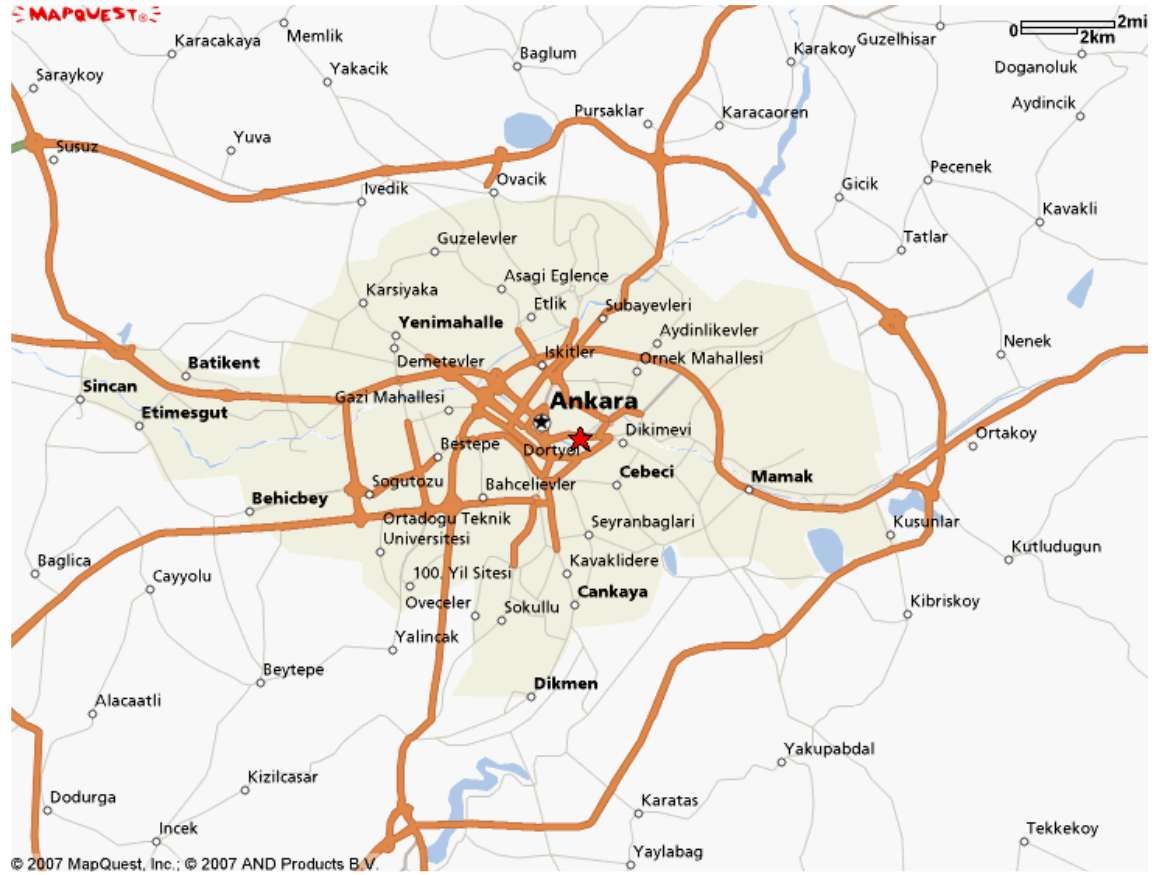 MAPQUEST®
Memlik
Karacakaya
Guzelhisar
0 2mi
2km
Karakoy
Baglum
Yakacik
Saraykoy
Doganoluk
Aydincik
Pursaklar
Karacaoren
Yuva
Susuz
Pecenek
Ovacik
Ivedik
Gicik
Kavakli
Guzelevler
Tatlar
Asagi Eglence
Karsiyaka
Etlik
Subayevleri
Yenimahalle
Aydinlikevler
Nenek
Iskitler
Demetevler
Ornek Mahallesi
Batikent
Sincan
Gazi Mahallesi
Ankara
Etimesgut
Dikimevi
Ortakoy
Bestepe
Dortyol
Cebeci
Mamak
Sogutozu
Bahcelievler
Behicbey
Ortadogu Teknik
Universitesi
Seyranbaglari
Kusunlar
Kutludugun
Baglica
Cayyolu
100. Yil Sitesi
Kavaklidere
Cankaya
Oveceler
Sokullu
Kibriskoy
Yalincak
Beytepe
Dikmen
Alacaatli
Yakupabdal
Kizilcasar
Dodurga
Karatas
Incek
Tekkekoy
Yaylabag
© 2007 MapQuest, Inc.; © 2007 AND Products B.V.